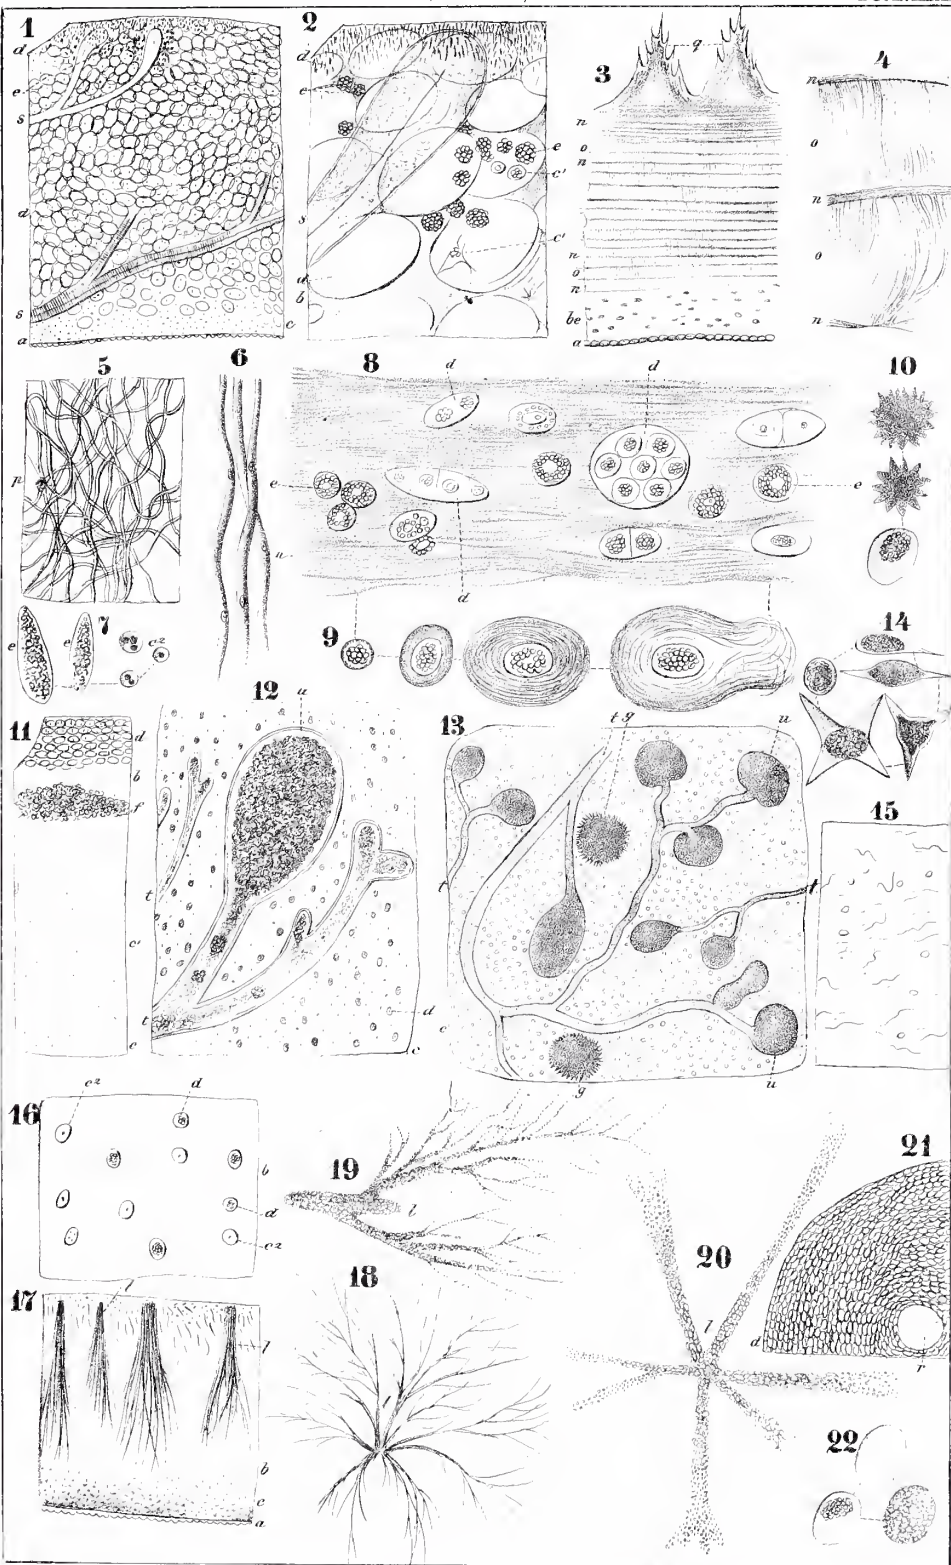 1
d
e
s
d
s
a
c
2
d
e
e
c'
s
c'
d
b
3
q
n
o
n
n
o
n
be
a
4
n
o
n
o
n
5
p
6
n
7
e
e
c²
8
d
d
e
e
d
9
10
11
d
b
f
c'
c
12
u
t
t
d
c
13
t g
u
t
t
c
g
u
14
15
16
c²
d
b
d
c²
17
l
l
b
c
a
18
19
l
20
l
21
d
r
22